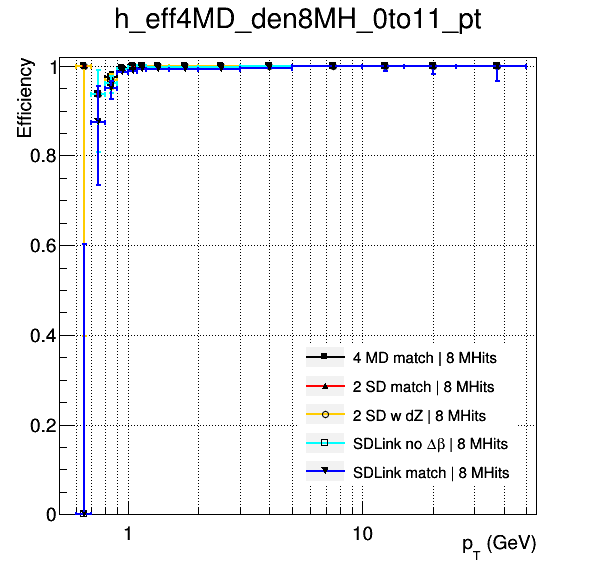 h_eff4MD_den8MH_0to11_pt
Efficiency
1
0.8
0.6
0.4
0.2
0
4 MD match | 8 MHits
2 SD match | 8 MHits
2 SD w dZ | 8 MHits
SDLink no Δβ | 8 MHits
SDLink match | 8 MHits
1 10
p_T (GeV)